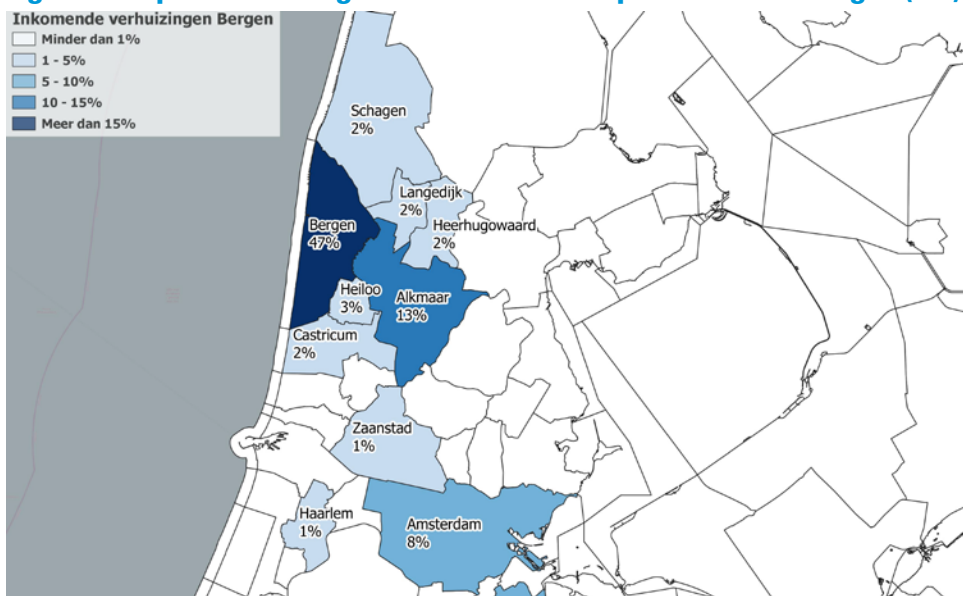 Inkomende verhuizingen Bergen
Minder dan 1%
1 - 5%
5 - 10%
10 - 15%
Meer dan 15%
Schagen
2%
Langedijk
2%
Heerhugowaard
2%
Bergen
47%
Heiloo
3%
Alkmaar
13%
Castricum
2%
Zaanstad
1%
Haarlem
1%
Amsterdam
8%